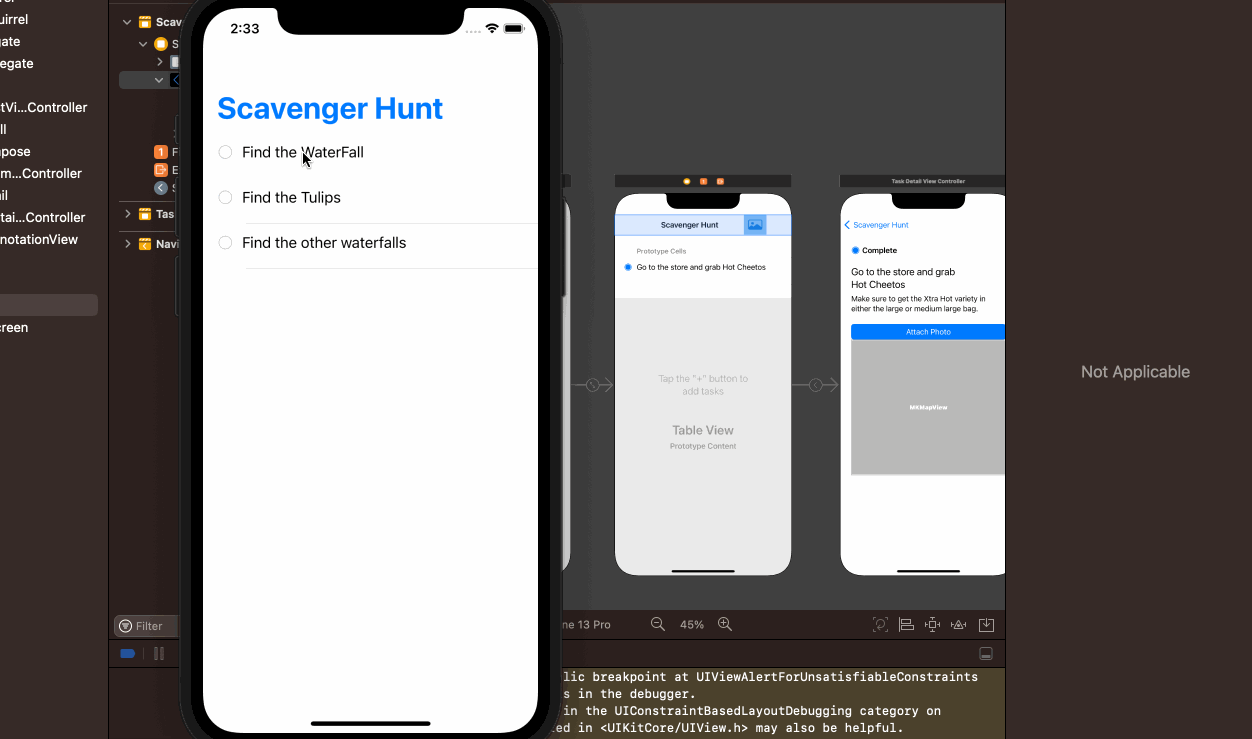 uirrel
gate
egate
tVi...Controller
ll
pose
m...Controller
il
tai...Controller
notationView
creen
Scav
S
1
F
E
S
Tas
Navi
Filter
2:33
Scavenger Hunt
Find the WaterFall
Find the Tulips
Find the other waterfalls
Scavenger Hunt
Prototype Cells
Go to the store and grab Hot Cheetos
Tap the "+" button to
add tasks
Table View
Prototype Content
Task Detail View Controller
Scavenger Hunt
Complete
Go to the store and grab
Hot Cheetos
Make sure to get the Xtra Hot variety in
either the large or medium large bag.
Attach Photo
MKMapView
Not Applicable
ne 13 Pro
45%
lic breakpoint at UIViewAlertForUnsatisfiableConstraints
s in the debugger.
in the UIConstraintBasedLayoutDebugging category on
ed in <UIKitCore/UIView.h> may also be helpful.